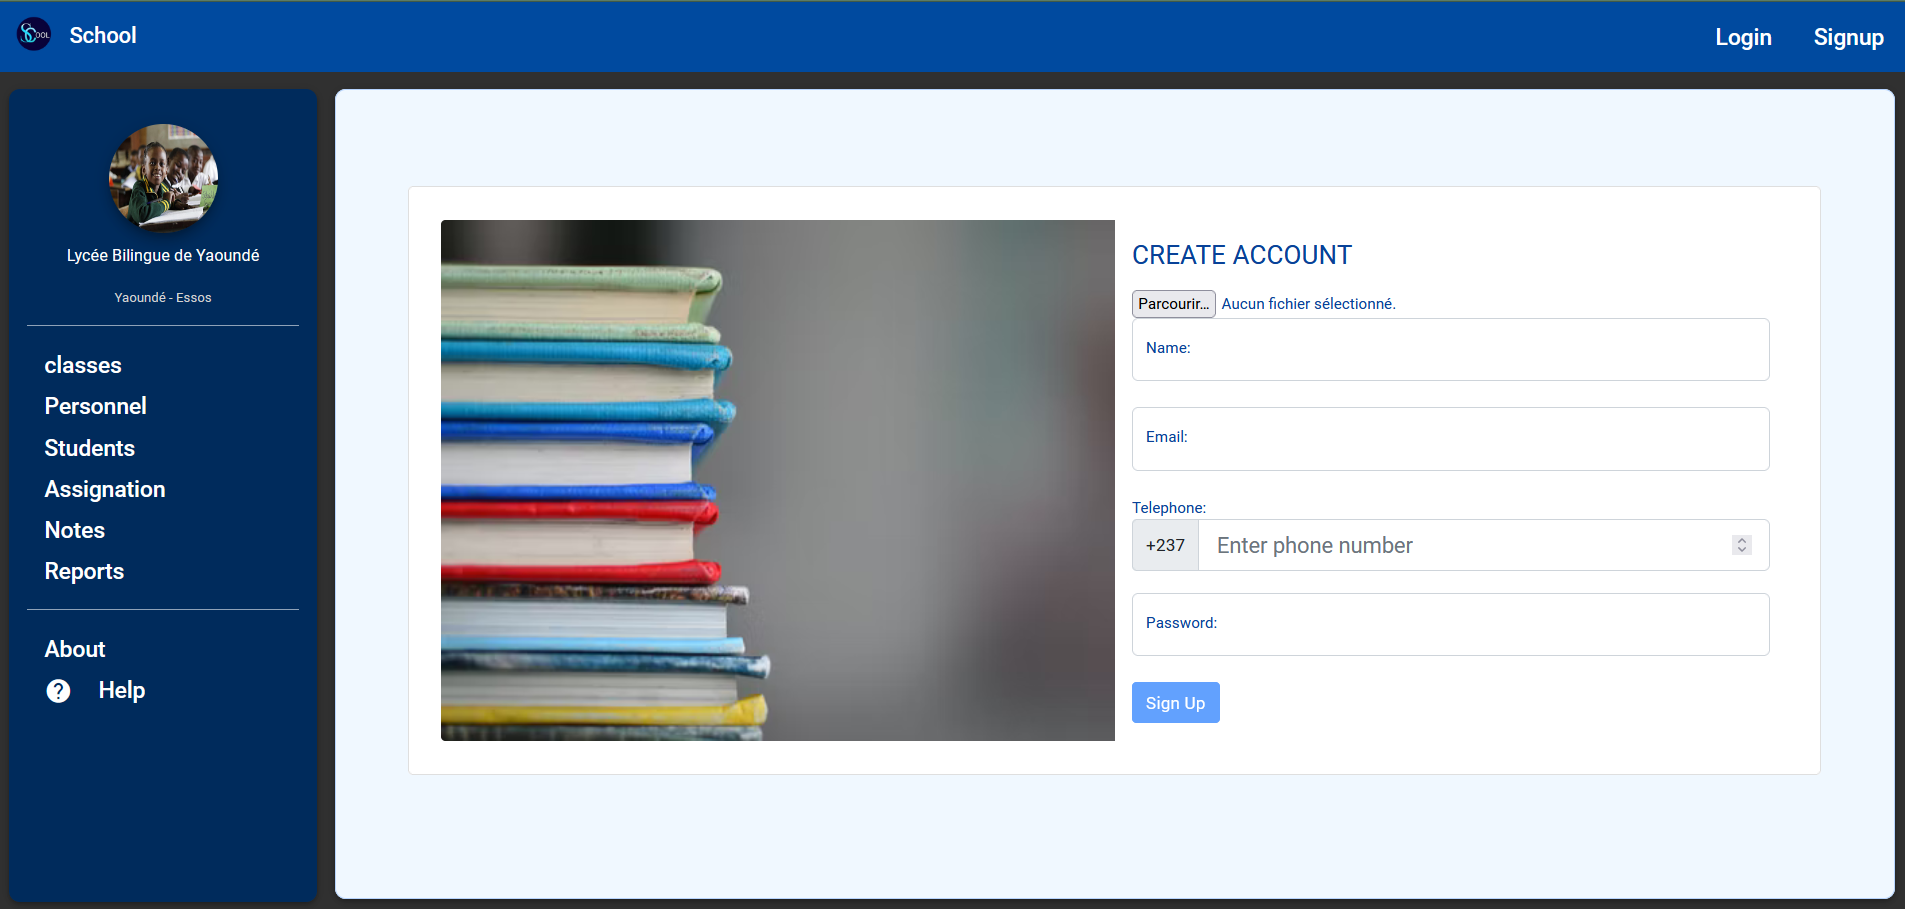 School
Login
Signup
Lycée Bilingue de Yaoundé
Yaoundé - Essos
classes
Personnel
Students
Assignation
Notes
Reports
About
? Help
CREATE ACCOUNT
Parcourir... Aucun fichier sélectionné.
Name:
Email:
Telephone:
+237 Enter phone number
Password:
Sign Up